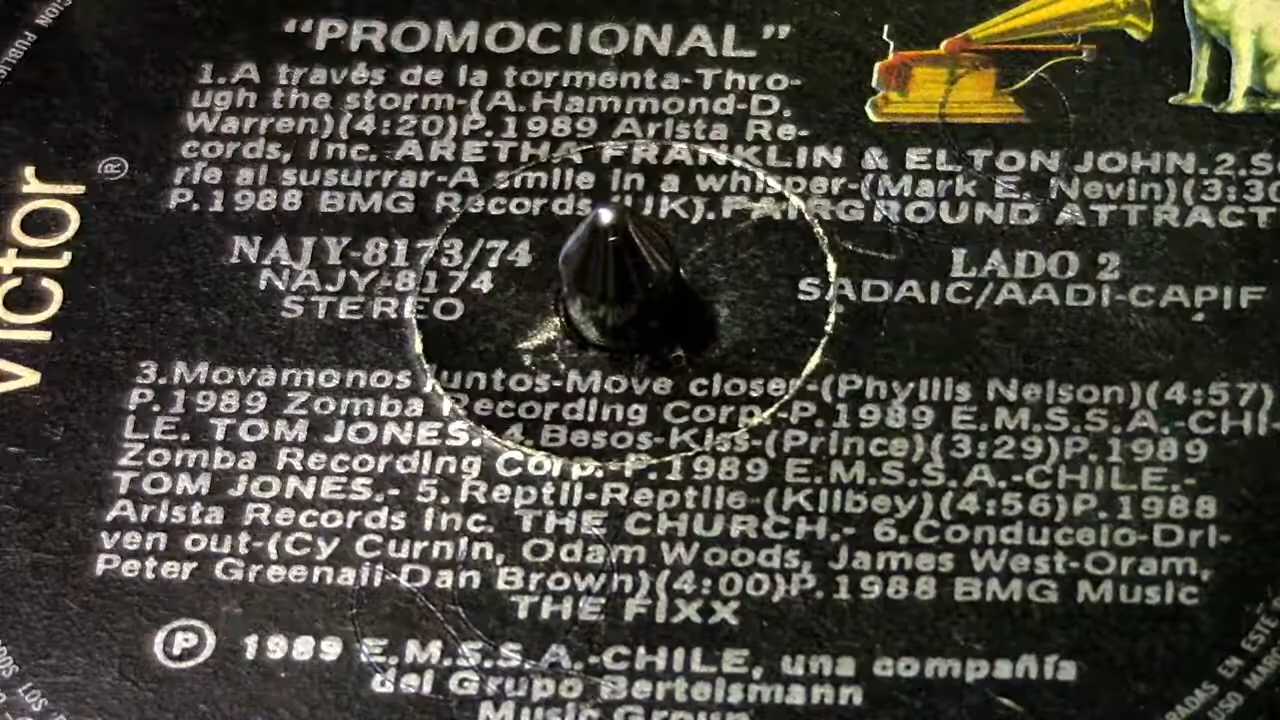 "PROMOCIONAL"
1.A través de la tormenta-Thro-
ugh the storm-(A.Hammond-D.
Warren)(4:20)P.1989 Arista Re-
cords, Inc. ARETHA FRANKLIN & ELTON JOHN.2.S
ríe al susurrar-A smile in a whisper-(Mark E. Nevin)(3:30
P.1988 BMG Records (UK).FAIRGROUND ATTRACT
Victor ®
NAJY-8173/74
NAJY-8174
STEREO
LADO 2
SADAIC/AADI-CAPIF
3.Movámonos juntos-Move closer-(Phyllis Nelson)(4:57)
P.1989 Zomba Recording Corp.-P.1989 E.M.S.S.A.-CHI-
LE. TOM JONES.- 4.Besos-Kiss-(Prince)(3:29)P.1989
Zomba Recording Corp.-P.1989 E.M.S.S.A.-CHILE.-
TOM JONES.- 5.Reptil-Reptile-(Kilbey)(4:56)P.1988
Arista Records Inc. THE CHURCH.- 6.Conduceio-Dri-
ven out-(Cy Curnin, Odam Woods, James West-Oram,
Peter Greenall-Dan Brown)(4:00)P.1988 BMG Music
THE FIXX
℗ 1989 E.M.S.S.A.-CHILE, una compañía
del Grupo Bertelsmann
Music Group